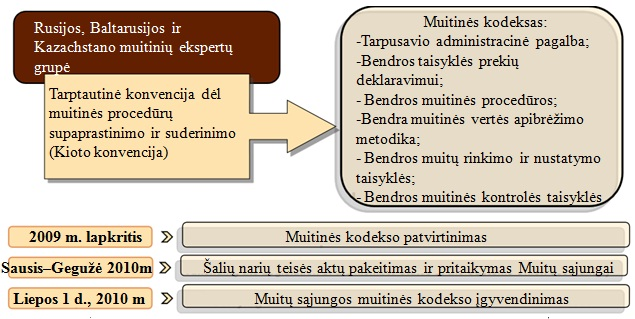 Rusijos, Baltarusijos ir
Kazachstano muitinių ekspertų
grupė
Tarptautinė konvencija dėl
muitinės procedūrų
supaprastinimo ir suderinimo
(Kioto konvencija)
Muitinės kodeksas:
-Tarpusavio administracinė pagalba;
-Bendros taisyklės prekių
deklaravimui;
- Bendros muitinės procedūros;
-Bendra muitinės vertės apibrėžimo
metodika;
- Bendros muitų rinkimo ir nustatymo
taisyklės;
- Bendros muitinės kontrolės taisyklės
2009 m. lapkritis
Muitinės kodekso patvirtinimas
Sausis–Gegužė 2010m
Šalių narių teisės aktų pakeitimas ir pritaikymas Muitų sąjungai
Liepos 1 d., 2010 m
Muitų sąjungos muitinės kodekso įgyvendinimas